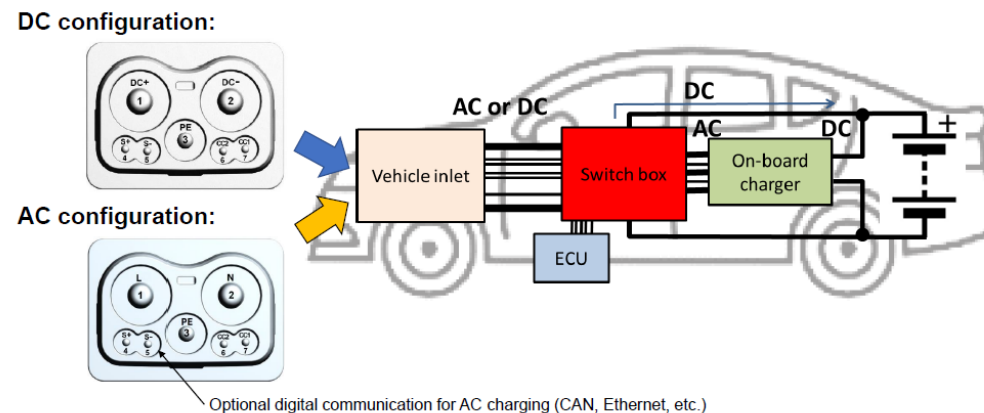 DC configuration:
DC+
1
DC-
2
PE
3
S+
4
S-
5
CC2
6
CC1
7
AC configuration:
L
1
N
2
PE
3
S+
4
S-
5
CC2
6
CC1
7
AC or DC
DC
AC
DC
+
Vehicle inlet
Switch box
On-board
charger
ECU
Optional digital communication for AC charging (CAN, Ethernet, etc.)